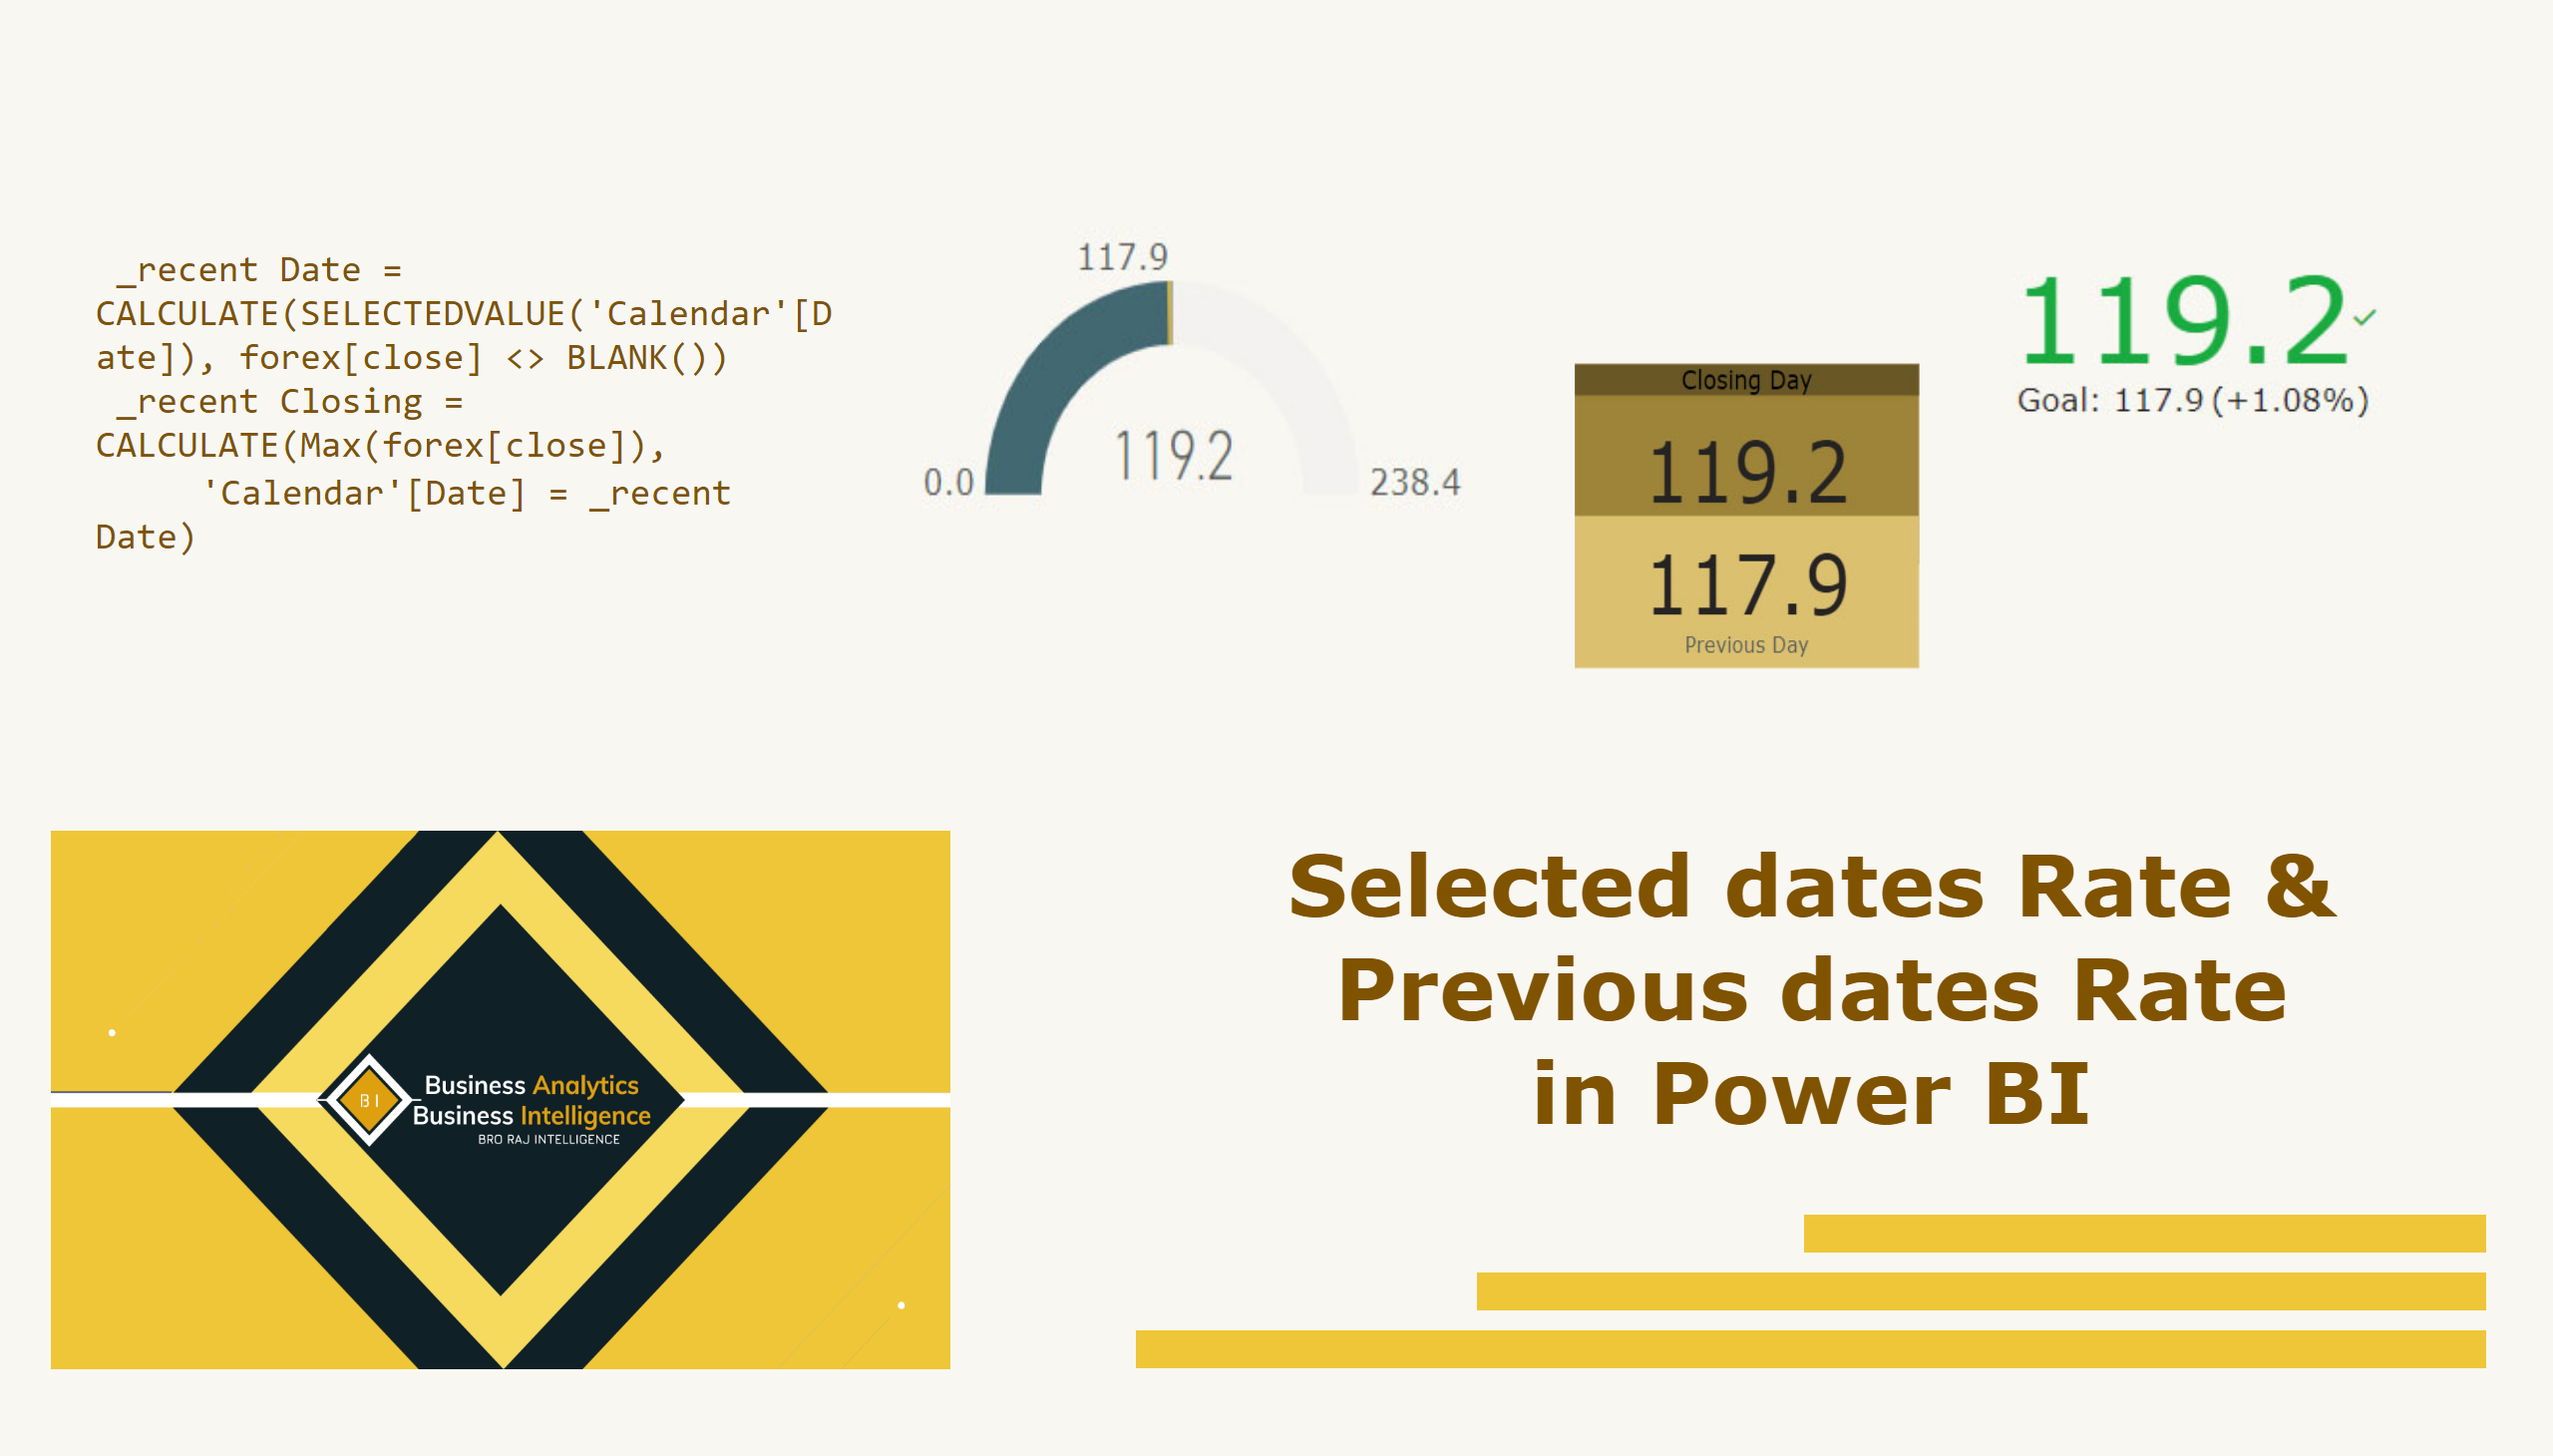 _recent Date =
CALCULATE(SELECTEDVALUE('Calendar'[D
ate]), forex[close] <> BLANK())
_recent Closing =
CALCULATE(Max(forex[close]),
'Calendar'[Date] = _recent
Date)
117.9
0.0
119.2
238.4
Closing Day
119.2
117.9
Previous Day
119.2
Goal: 117.9 (+1.08%)
BI
Business Analytics
Business Intelligence
BRO RAJ INTELLIGENCE
Selected dates Rate &
Previous dates Rate
in Power BI